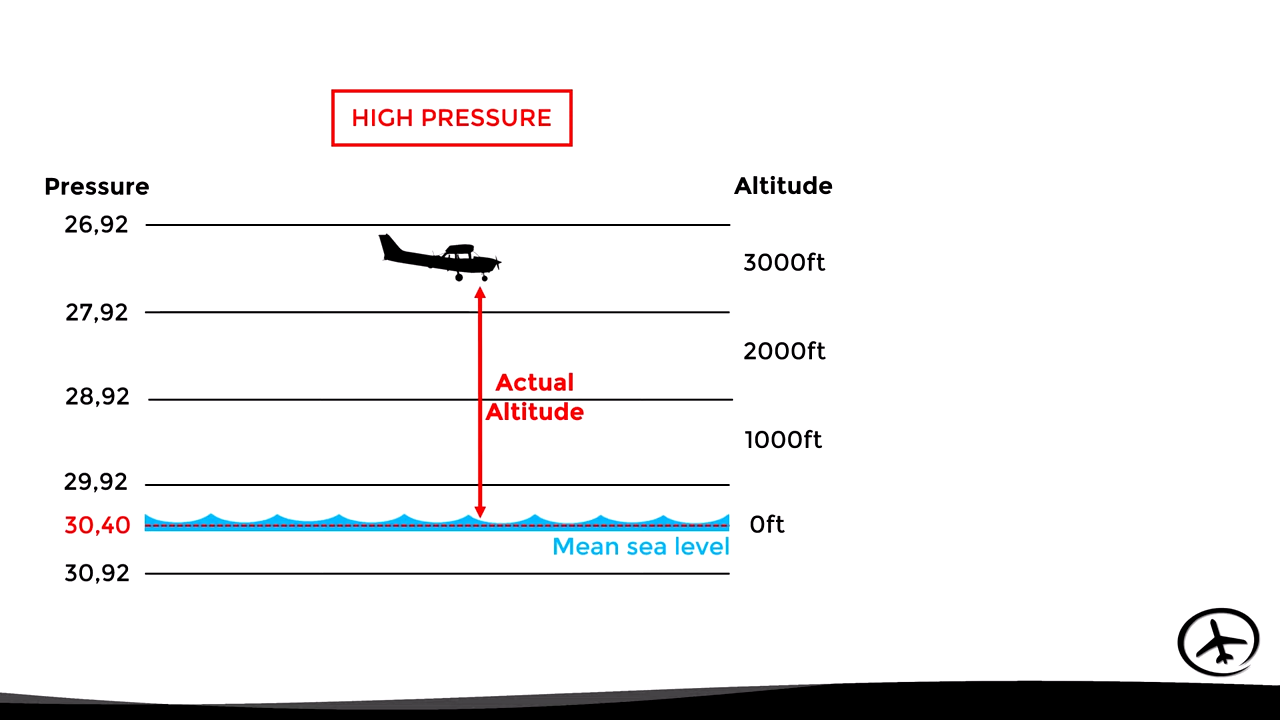 HIGH PRESSURE
Pressure
Altitude
26,92
3000ft
27,92
2000ft
Actual
Altitude
28,92
1000ft
29,92
30,40
0ft
Mean sea level
30,92